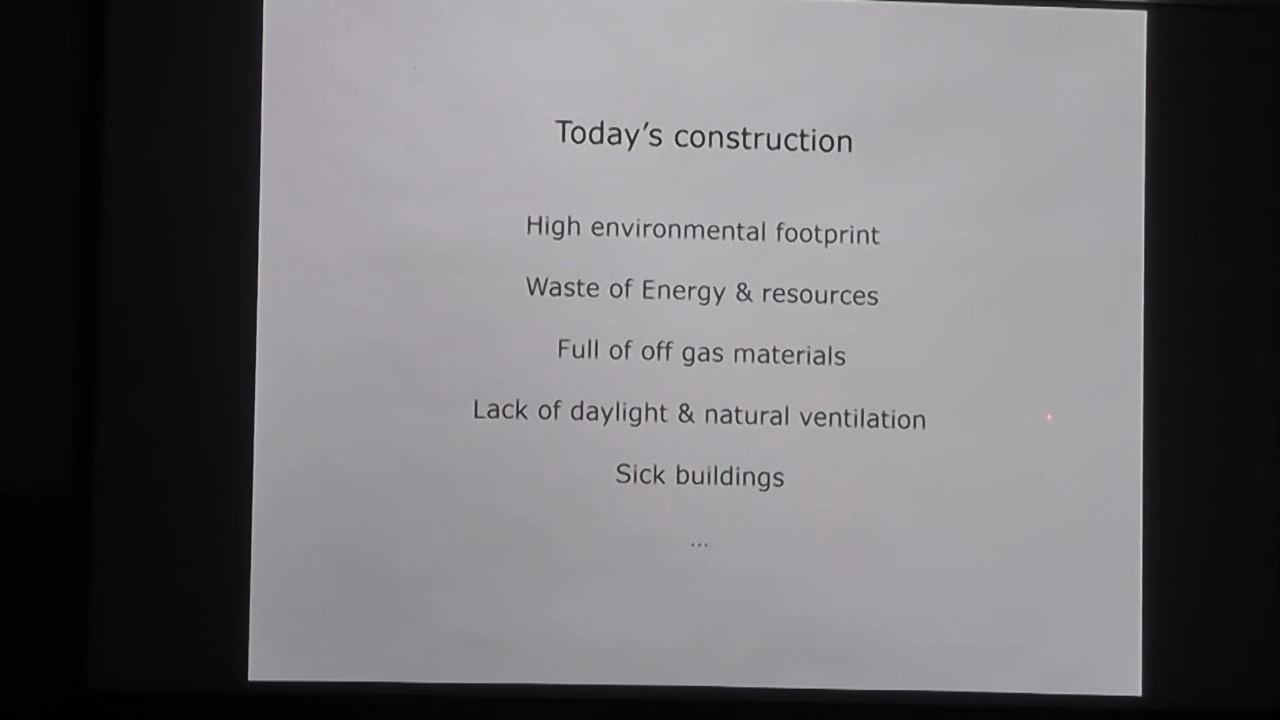 Today’s construction
High environmental footprint
Waste of Energy & resources
Full of off gas materials
Lack of daylight & natural ventilation
Sick buildings
...